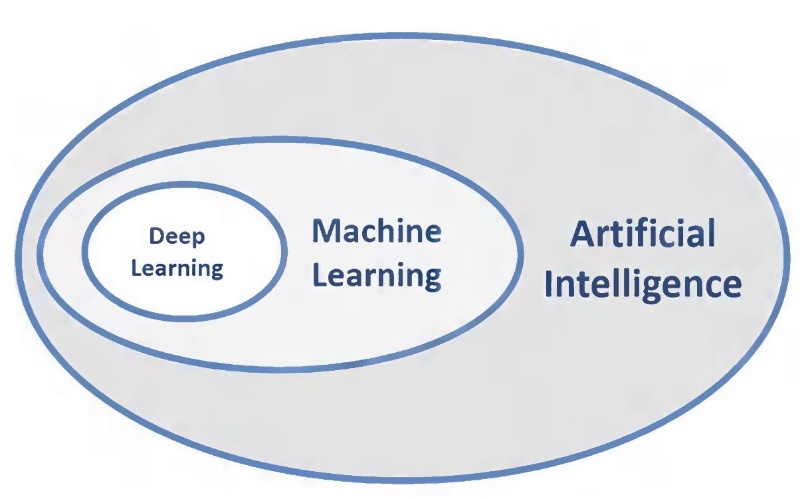 Deep
Learning
Machine
Learning
Artificial
Intelligence